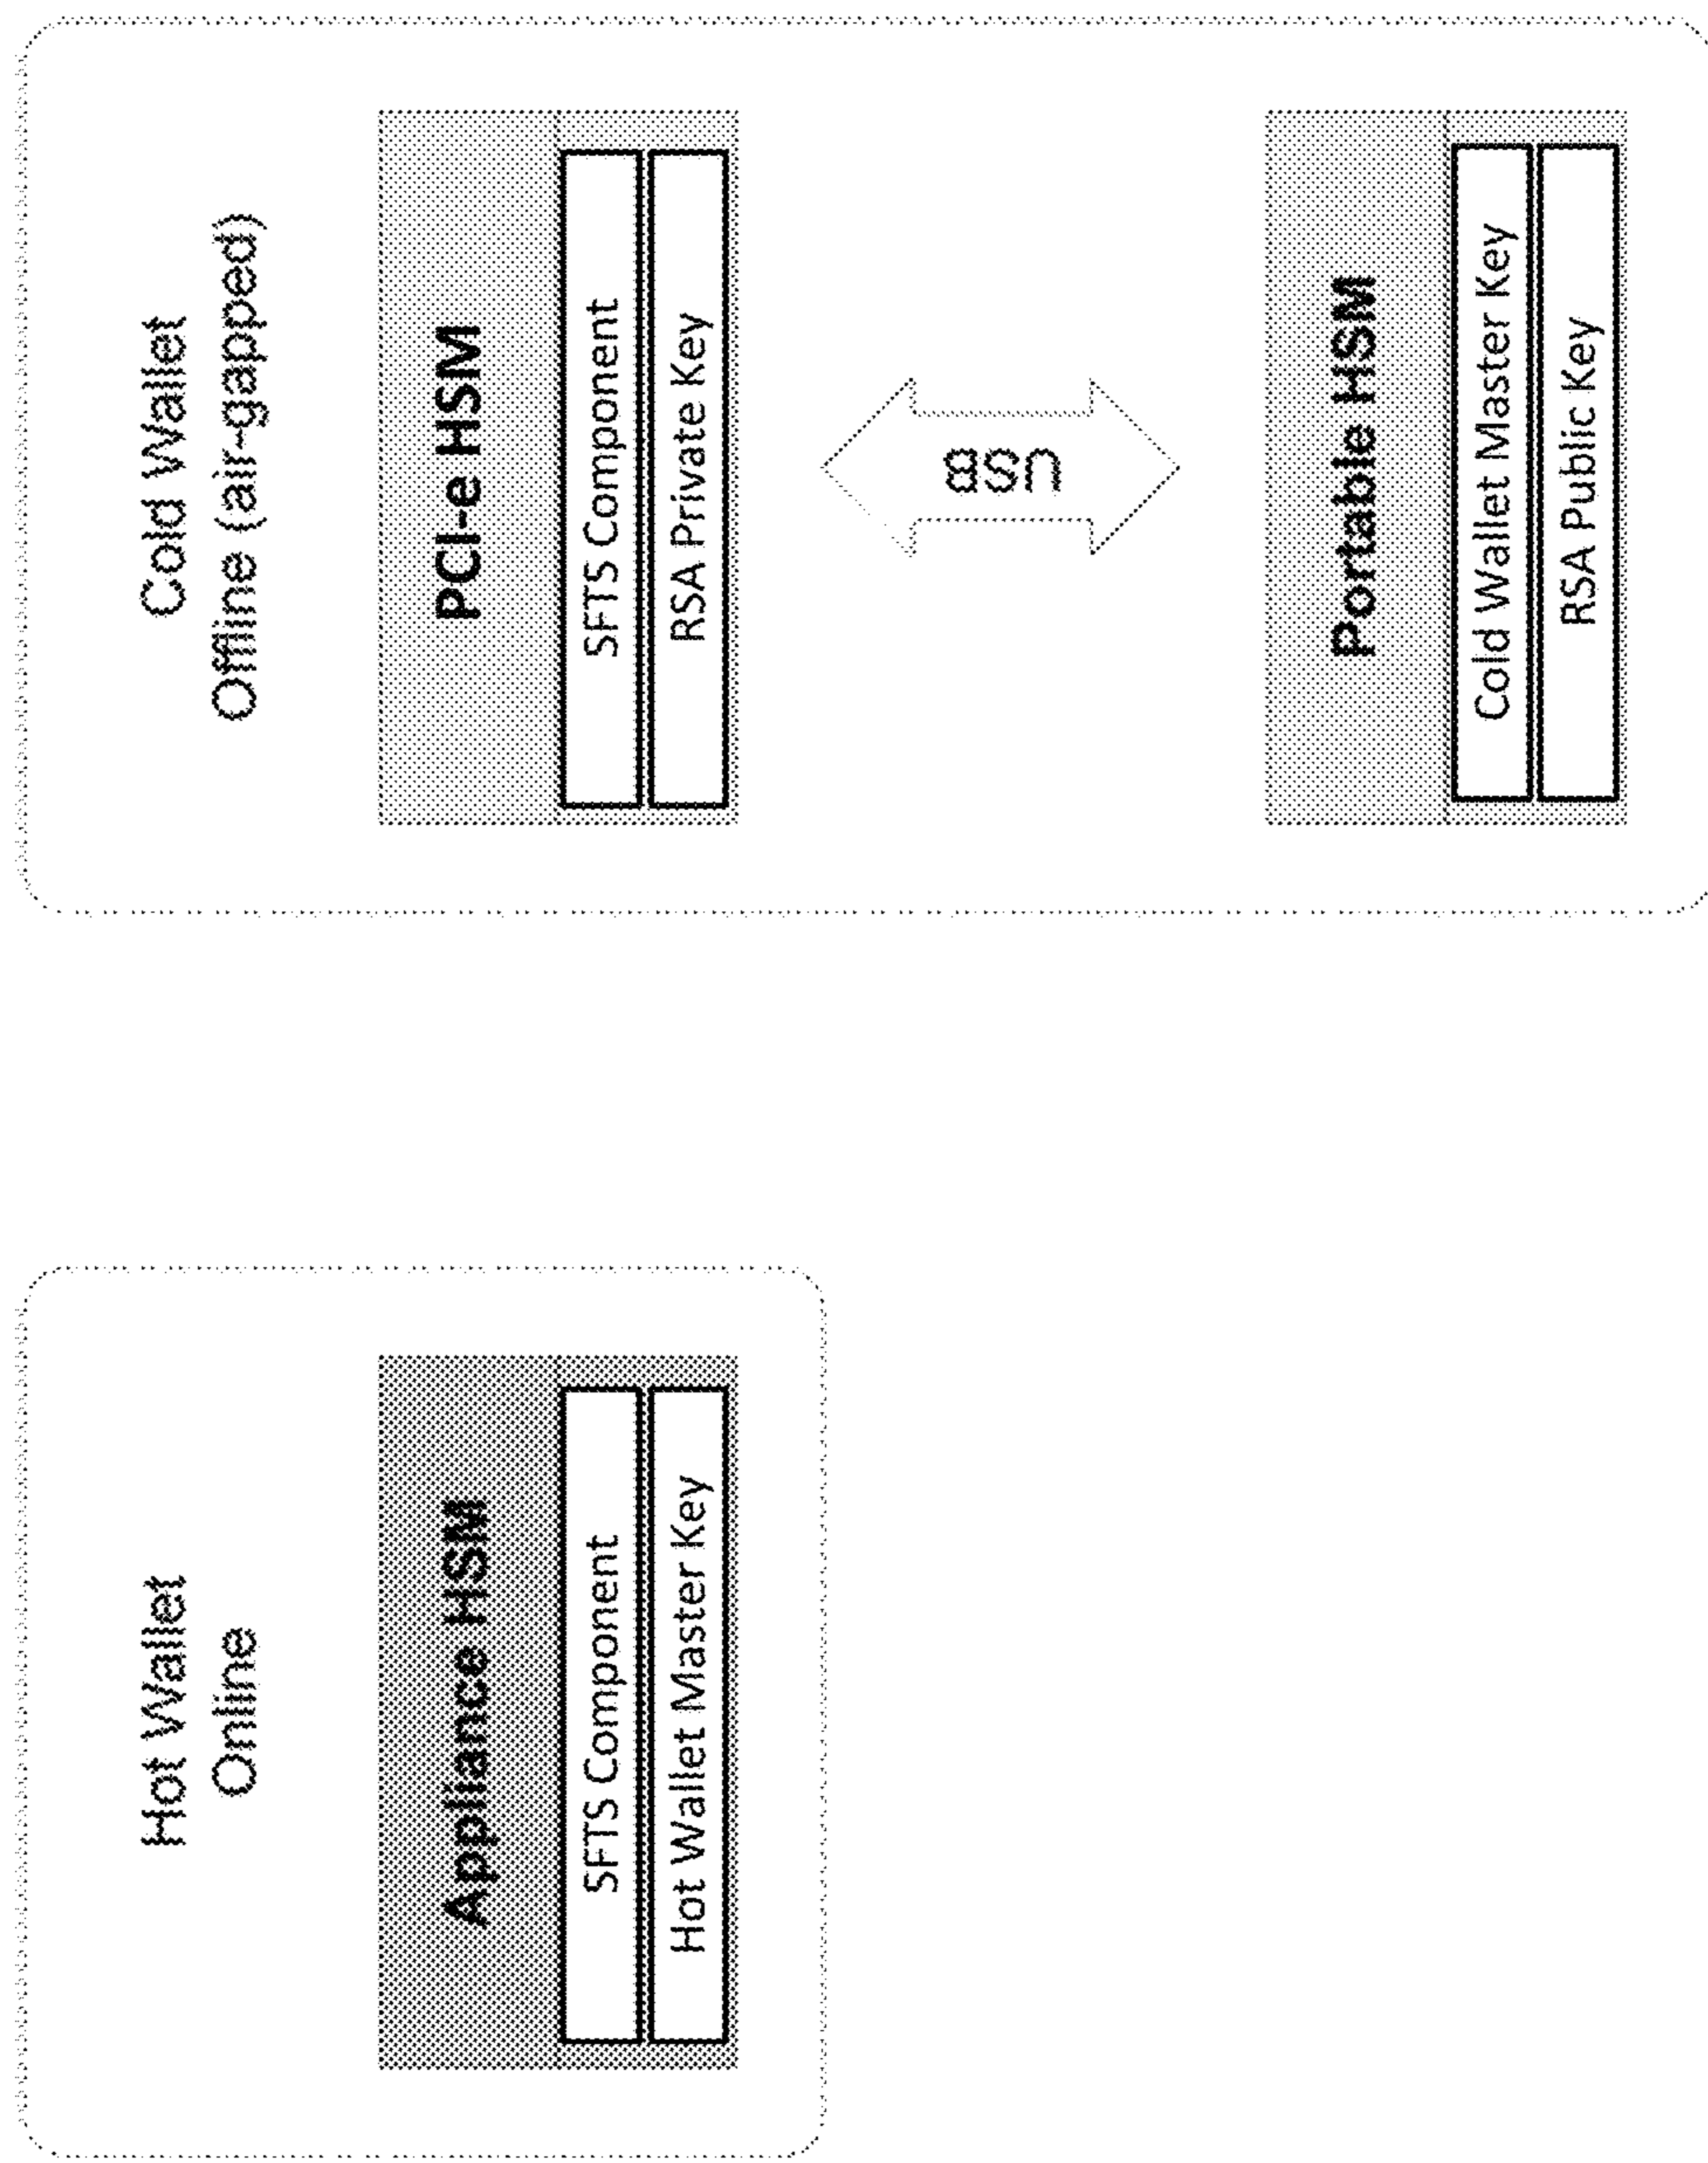 Hot Wallet
Online
Appliance HSM
SFTS Component
Hot Wallet Master Key
Cold Wallet
Offline (air-gapped)
PCI-e HSM
SFTS Component
RSA Private Key
USB
Portable HSM
Cold Wallet Master Key
RSA Public Key